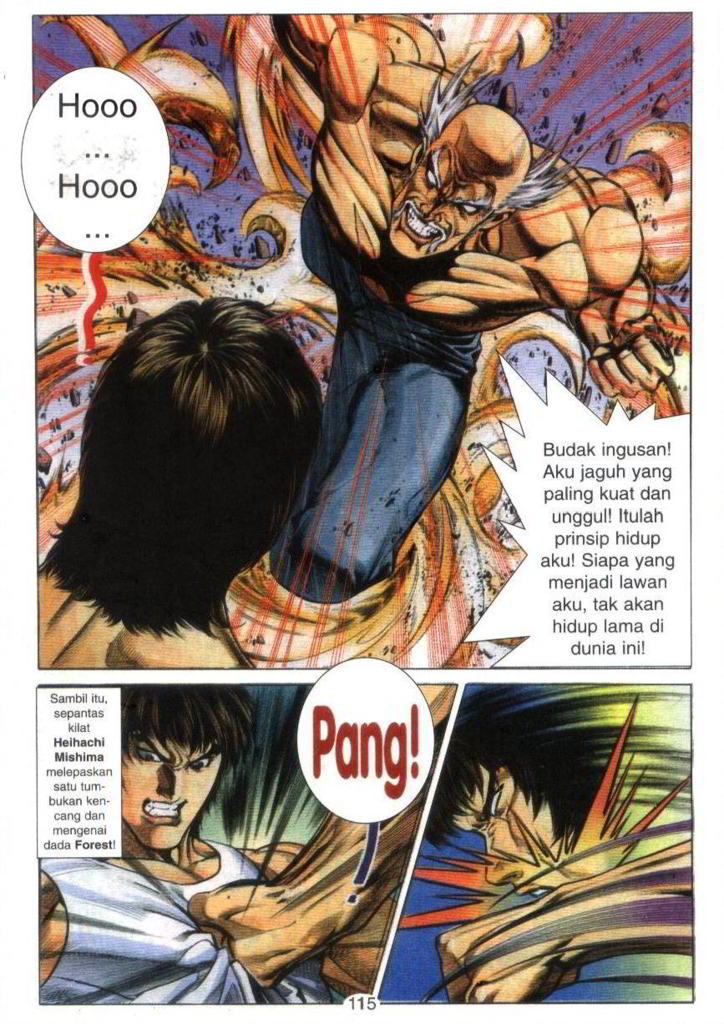 Hooo
...
Hooo
...
Budak ingusan!
Aku jaguh yang
paling kuat dan
unggul! Itulah
prinsip hidup
aku! Siapa yang
menjadi lawan
aku, tak akan
hidup lama di
dunia ini!
Sambil itu,
sepantas
kilat
Heihachi
Mishima
melepaskan
satu tum-
bukan ken-
cang dan
mengenai
dada Forest!
Pang!
115